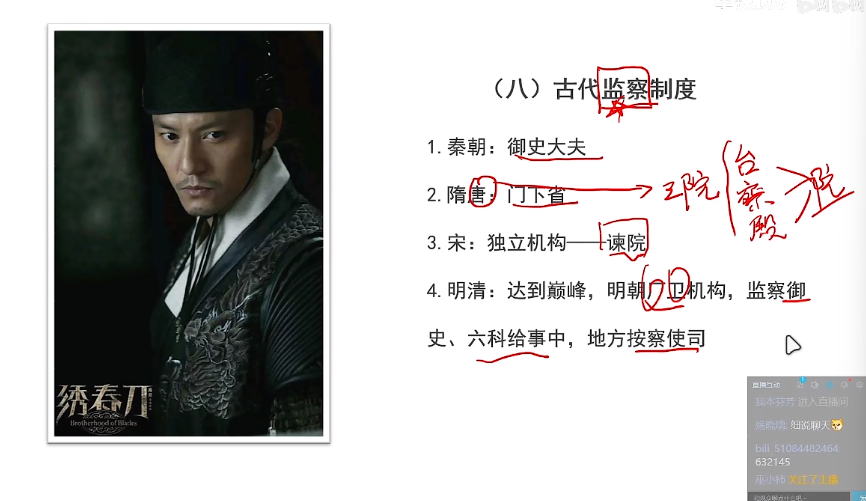 （八）古代监察制度
1. 秦朝：御史大夫
2. 隋唐：门下省
三院
台
察
殿
院
3. 宋：独立机构——谏院
4. 明清：达到巅峰，明朝厂卫机构，监察御
史、六科给事中，地方按察使司
绣春刀
Brotherhood of Blades
直播互动
进入直播间
细说聊天
bili_51084482464
632145
关注了主播